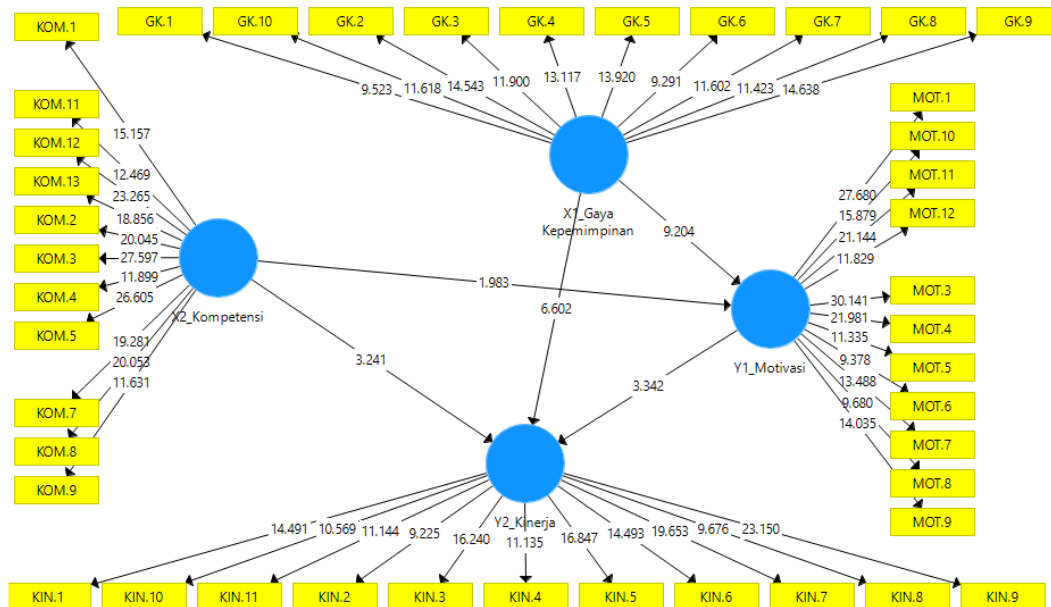 KOM.1
GK.1
GK.10
GK.2
GK.3
GK.4
GK.5
GK.6
GK.7
GK.8
GK.9
9.523
11.618
14.543
11.900
13.117
13.920
9.291
11.602
11.423
14.638
KOM.11
KOM.12
KOM.13
KOM.2
KOM.3
KOM.4
KOM.5
KOM.7
KOM.8
KOM.9
15.157
12.469
23.265
18.856
20.045
27.597
11.899
26.605
19.281
20.053
11.631
X2_Kompetensi
X1_Gaya
Kepemimpinan
9.204
1.983
6.602
3.241
3.342
MOT.1
MOT.10
MOT.11
MOT.12
MOT.3
MOT.4
MOT.5
MOT.6
MOT.7
MOT.8
MOT.9
27.680
15.879
21.144
11.829
30.141
21.981
11.335
9.378
13.488
9.680
14.035
Y1_Motivasi
Y2_Kinerja
14.491
10.569
11.144
9.225
16.240
11.135
16.847
14.493
19.653
9.676
23.150
KIN.1
KIN.10
KIN.11
KIN.2
KIN.3
KIN.4
KIN.5
KIN.6
KIN.7
KIN.8
KIN.9